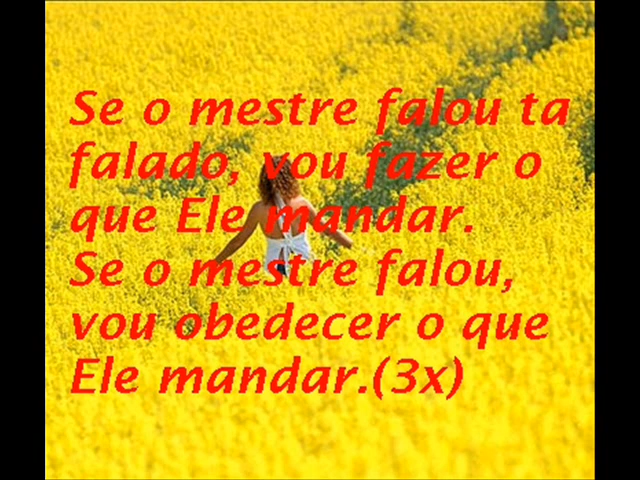 Se o mestre falou ta
falado, vou fazer o
que Ele mandar.
Se o mestre falou,
vou obedecer o que
Ele mandar.(3x)